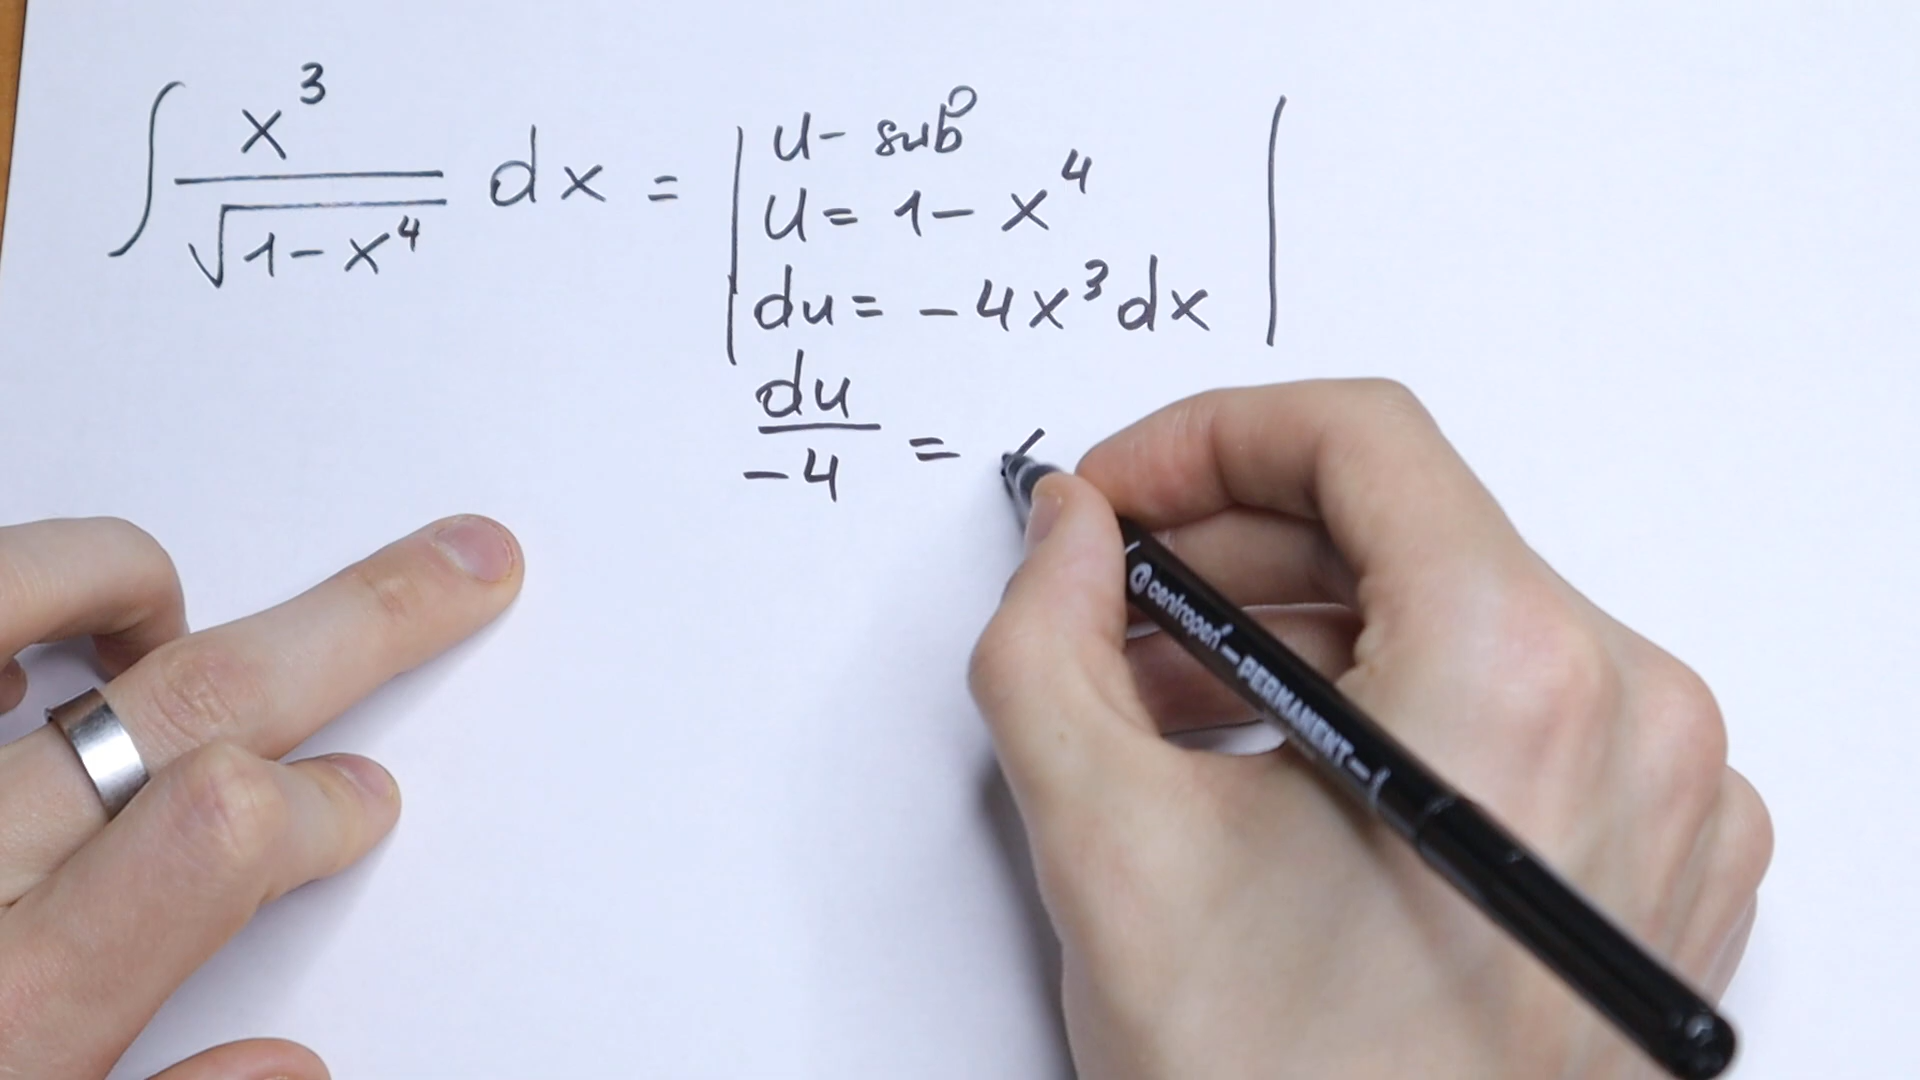 ∫ x³ / √(1-x⁴) dx = | u- sub |
u = 1 - x⁴
du = -4x³dx
du / -4 =
centropen - PERMANENT -